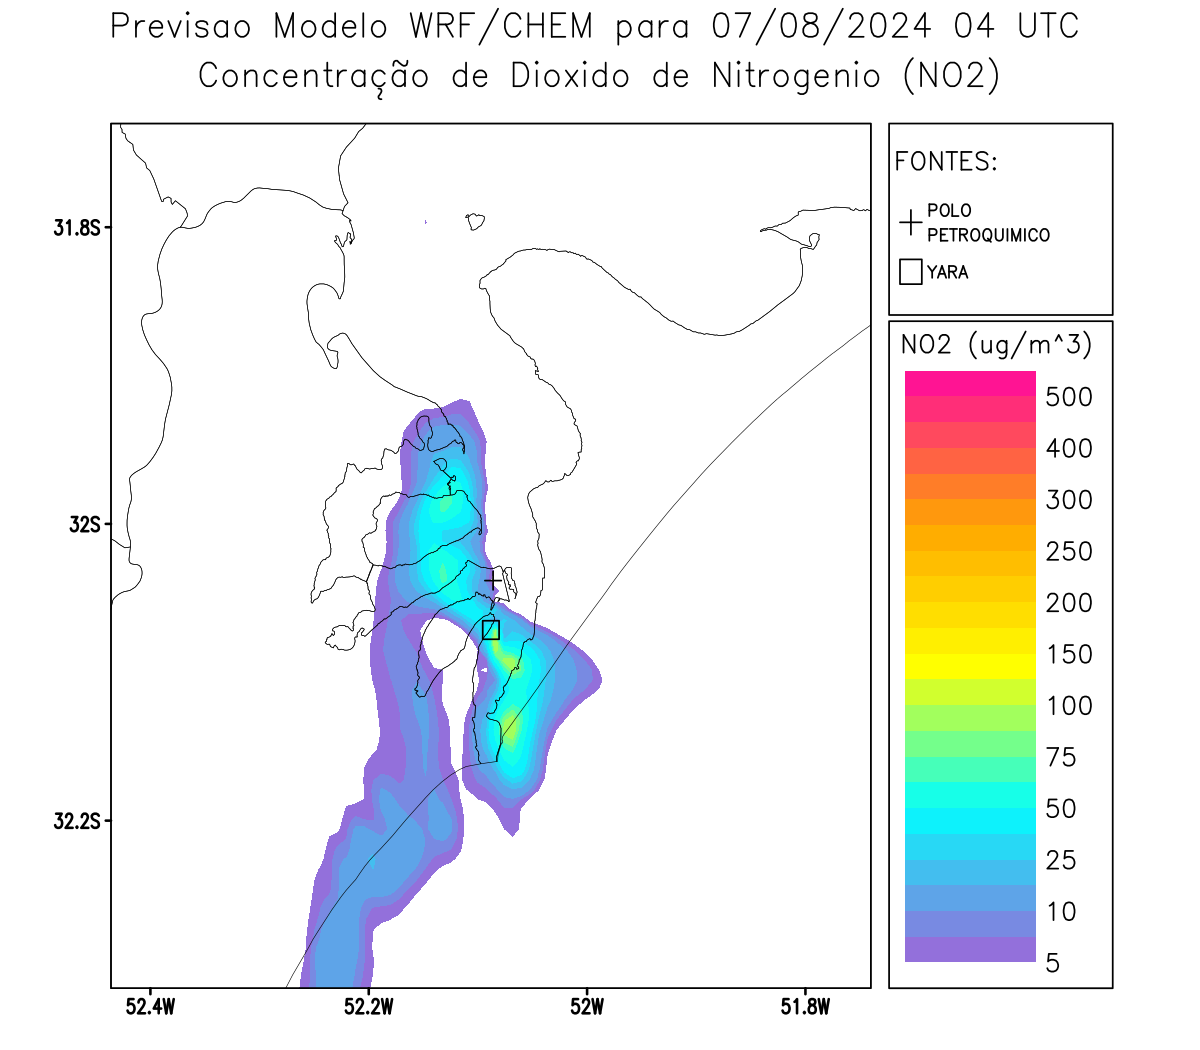 Previsao Modelo WRF/CHEM para 07/08/2024 04 UTC
Concentração de Dioxido de Nitrogenio (NO2)
FONTES:
POLO
PETROQUIMICO
YARA
NO2 (ug/m^3)
500
400
300
250
200
150
100
75
50
25
10
5
31.8S
32S
32.2S
52.4W
52.2W
52W
51.8W